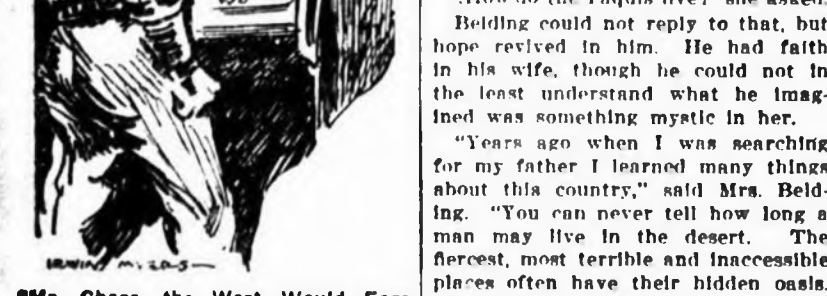 IRWIN MYERS
"Mr. Chase, the West Would Fare
she asked.
Belding could not reply to that, but
hope revived in him. He had faith
in his wife, though he could not in
the least understand what he imag-
ined was something mystic in her.
"Years ago when I was searching
for my father I learned many things
about this country," said Mrs. Beld-
ing. "You can never tell how long a
man may live in the desert. The
fiercest, most terrible and inaccessible
places often have their hidden oasis.